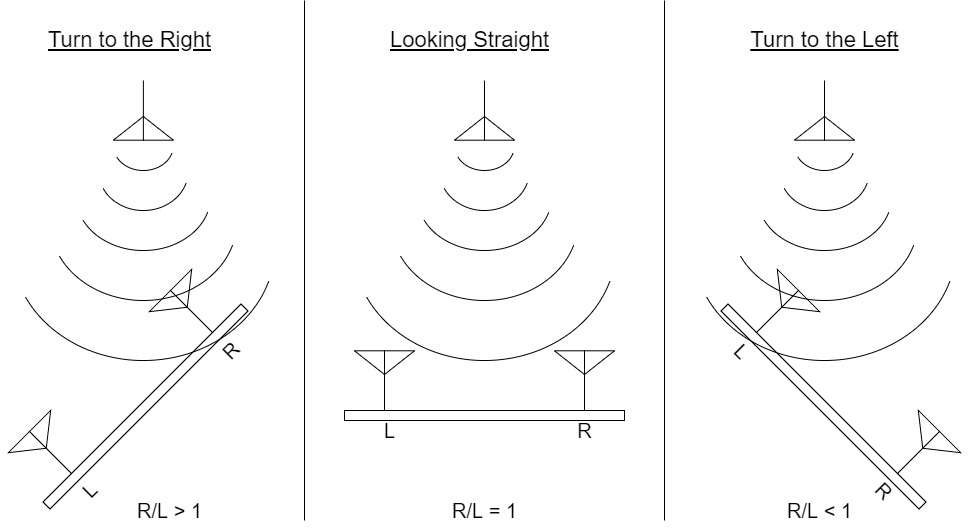 Turn to the Right
Looking Straight
Turn to the Left
R
L
L
R
L
R
R/L > 1
R/L = 1
R/L < 1